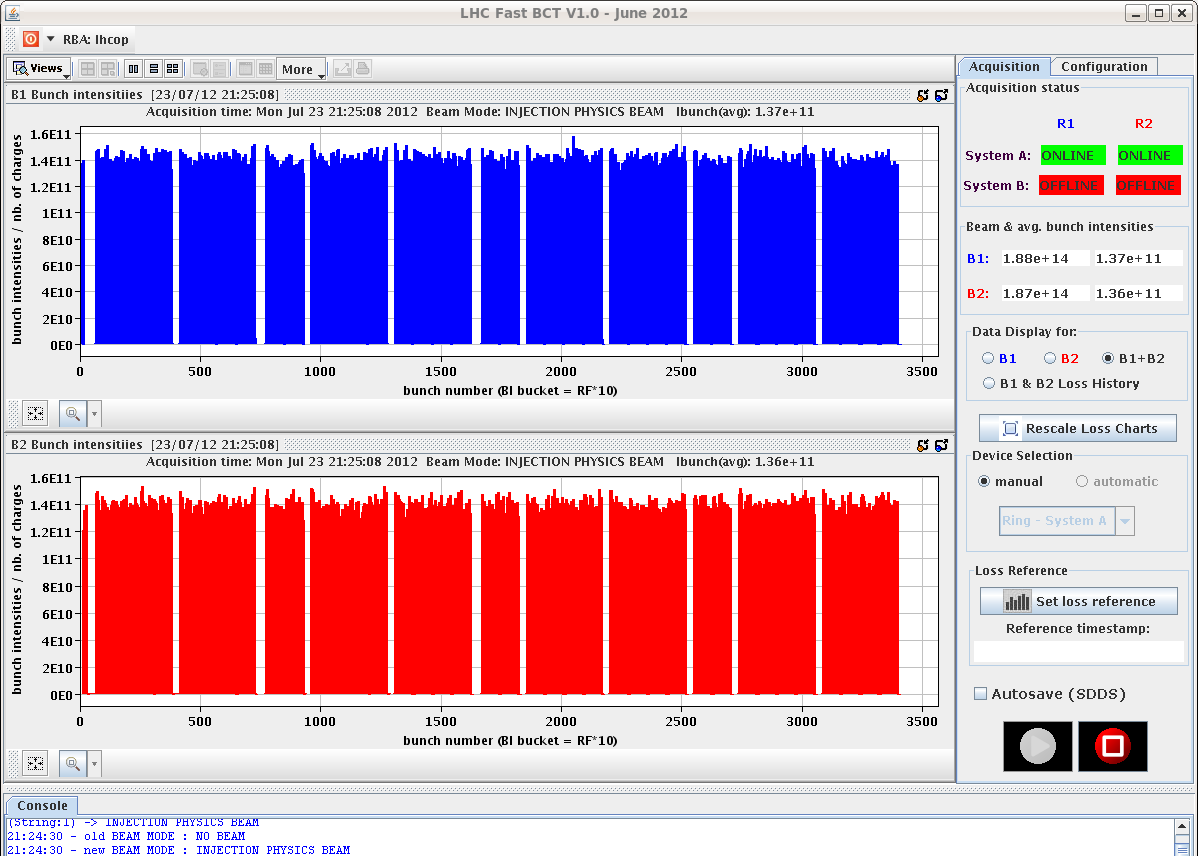 LHC Fast BCT V1.0 - June 2012
RBA: lhcop
Views
More
B1 Bunch intensitiies [23/07/12 21:25:08]
Acquisition time: Mon Jul 23 21:25:08 2012 Beam Mode: INJECTION PHYSICS BEAM Ibunch(avg): 1.37e+11
bunch intensities / nb. of charges
1.6E11
1.4E11
1.2E11
1E11
8E10
6E10
4E10
2E10
0E0
0 500 1000 1500 2000 2500 3000 3500
bunch number (BI bucket = RF*10)
B2 Bunch intensitiies [23/07/12 21:25:08]
Acquisition time: Mon Jul 23 21:25:08 2012 Beam Mode: INJECTION PHYSICS BEAM Ibunch(avg): 1.36e+11
bunch intensities / nb. of charges
1.6E11
1.4E11
1.2E11
1E11
8E10
6E10
4E10
2E10
0E0
0 500 1000 1500 2000 2500 3000 3500
bunch number (BI bucket = RF*10)
Acquisition Configuration
Acquisition status
R1 R2
System A: ONLINE ONLINE
System B: OFFLINE OFFLINE
Beam & avg. bunch intensities
B1: 1.88e+14 1.37e+11
B2: 1.87e+14 1.36e+11
Data Display for:
B1 B2 B1+B2
B1 & B2 Loss History
Rescale Loss Charts
Device Selection
manual automatic
Ring - System A
Loss Reference
Set loss reference
Reference timestamp:
Autosave (SDDS)
Console
(String:1) -> INJECTION PHYSICS BEAM
21:24:30 - old BEAM MODE : NO BEAM
21:24:30 - new BEAM MODE : INJECTION PHYSICS BEAM